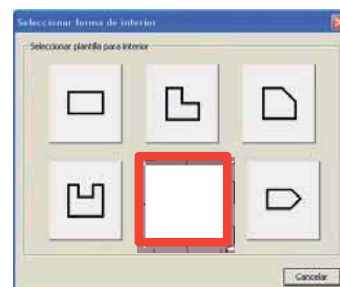 Seleccionar forma de interior
Seleccionar plantilla para interior
Cancelar